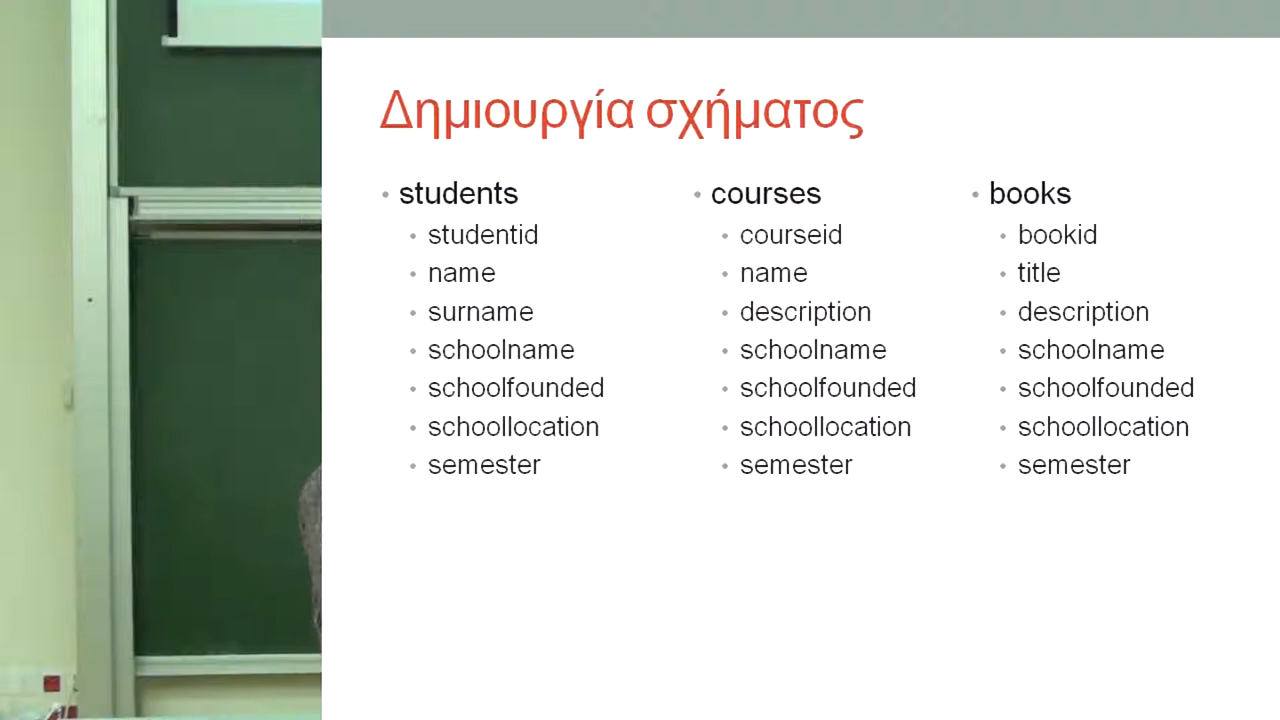 Δημιουργία σχήματος
• students
• studentid
• name
• surname
• schoolname
• schoolfounded
• schoollocation
• semester
• courses
• courseid
• name
• description
• schoolname
• schoolfounded
• schoollocation
• semester
• books
• bookid
• title
• description
• schoolname
• schoolfounded
• schoollocation
• semester